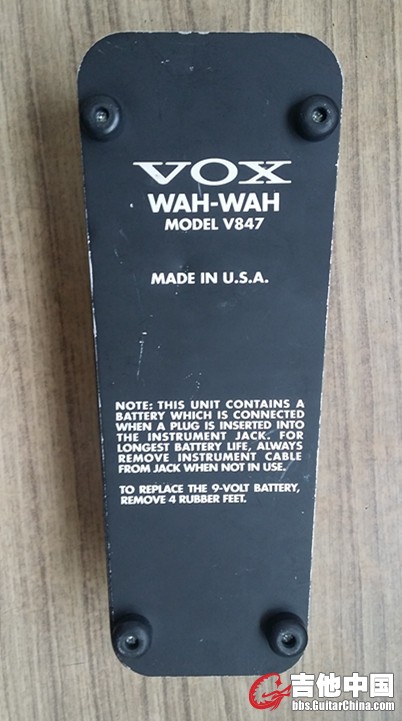 VOX
WAH-WAH
MODEL V847
MADE IN U.S.A.
NOTE: THIS UNIT CONTAINS A
BATTERY WHICH IS CONNECTED
WHEN A PLUG IS INSERTED INTO
THE INSTRUMENT JACK. FOR
LONGEST BATTERY LIFE, ALWAYS
REMOVE INSTRUMENT CABLE
FROM JACK WHEN NOT IN USE.
TO REPLACE THE 9-VOLT BATTERY,
REMOVE 4 RUBBER FEET.
吉他中国
bbs.GuitarChina.com